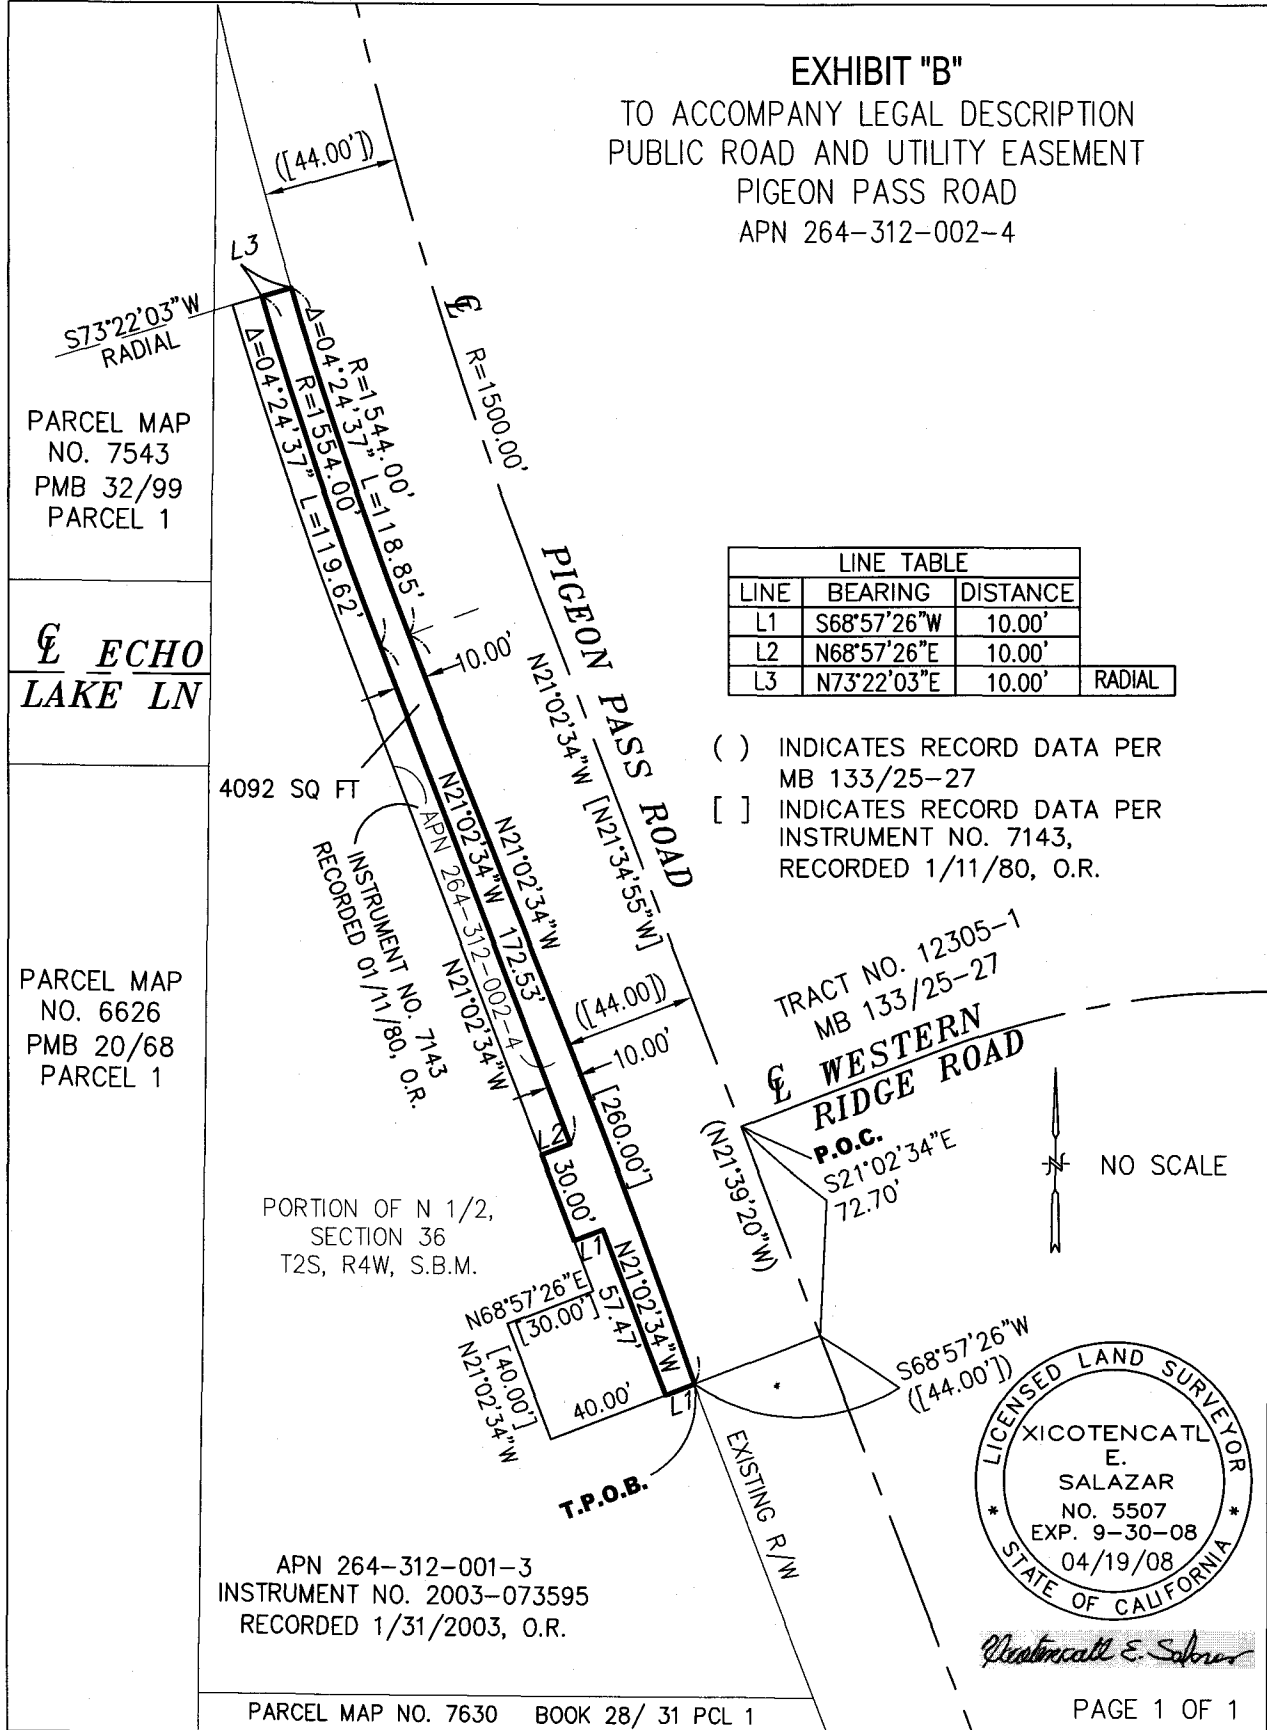 EXHIBIT "B"
TO ACCOMPANY LEGAL DESCRIPTION
PUBLIC ROAD AND UTILITY EASEMENT
PIGEON PASS ROAD
APN 264-312-002-4
([44.00'])
L3
S73°22'03"W
RADIAL
Δ=04°24'37" L=119.62'
R=1554.00'
Δ=04°24'37" L=118.85'
R=1544.00'
℄ R=1500.00'
PARCEL MAP
NO. 7543
PMB 32/99
PARCEL 1
℄ ECHO
LAKE LN
PIGEON PASS ROAD
N21°02'34"W [N21°34'55"W]
10.00'
LINE TABLE
LINE BEARING DISTANCE
L1 S68°57'26"W 10.00'
L2 N68°57'26"E 10.00'
L3 N73°22'03"E 10.00' RADIAL
( ) INDICATES RECORD DATA PER
MB 133/25-27
[ ] INDICATES RECORD DATA PER
INSTRUMENT NO. 7143,
RECORDED 1/11/80, O.R.
4092 SQ FT
INSTRUMENT NO. 7143
RECORDED 01/11/80, O.R.
APN 264-312-002-4
N21°02'34"W
N21°02'34"W 172.53'
N21°02'34"W
([44.00])
10.00'
[260.00']
TRACT NO. 12305-1
MB 133/25-27
℄ WESTERN
RIDGE ROAD
P.O.C.
S21°02'34"E
72.70'
(N21°39'20"W)
N
NO SCALE
PARCEL MAP
NO. 6626
PMB 20/68
PARCEL 1
PORTION OF N 1/2,
SECTION 36
T2S, R4W, S.B.M.
L2
30.00'
L1
N68°57'26"E
[30.00']
[40.00']
N21°02'34"W
40.00'
57.47'
N21°02'34"W
L1
T.P.O.B.
S68°57'26"W
([44.00'])
EXISTING R/W
LICENSED LAND SURVEYOR
XICOTENCATL
E.
SALAZAR
NO. 5507
EXP. 9-30-08
04/19/08
* STATE OF CALIFORNIA *
Xicotencatl E. Salazar
APN 264-312-001-3
INSTRUMENT NO. 2003-073595
RECORDED 1/31/2003, O.R.
PARCEL MAP NO. 7630 BOOK 28/ 31 PCL 1
PAGE 1 OF 1